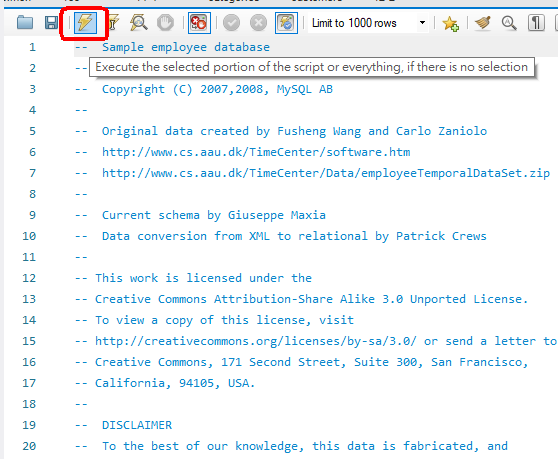 Limit to 1000 rows
1 -- Sample employee database
2 --
Execute the selected portion of the script or everything, if there is no selection
3 -- Copyright (C) 2007,2008, MySQL AB
4 --
5 -- Original data created by Fusheng Wang and Carlo Zaniolo
6 -- http://www.cs.aau.dk/TimeCenter/software.htm
7 -- http://www.cs.aau.dk/TimeCenter/Data/employeeTemporalDataSet.zip
8 --
9 -- Current schema by Giuseppe Maxia
10 -- Data conversion from XML to relational by Patrick Crews
11 --
12 -- This work is licensed under the
13 -- Creative Commons Attribution-Share Alike 3.0 Unported License.
14 -- To view a copy of this license, visit
15 -- http://creativecommons.org/licenses/by-sa/3.0/ or send a letter to
16 -- Creative Commons, 171 Second Street, Suite 300, San Francisco,
17 -- California, 94105, USA.
18 --
19 -- DISCLAIMER
20 -- To the best of our knowledge, this data is fabricated, and